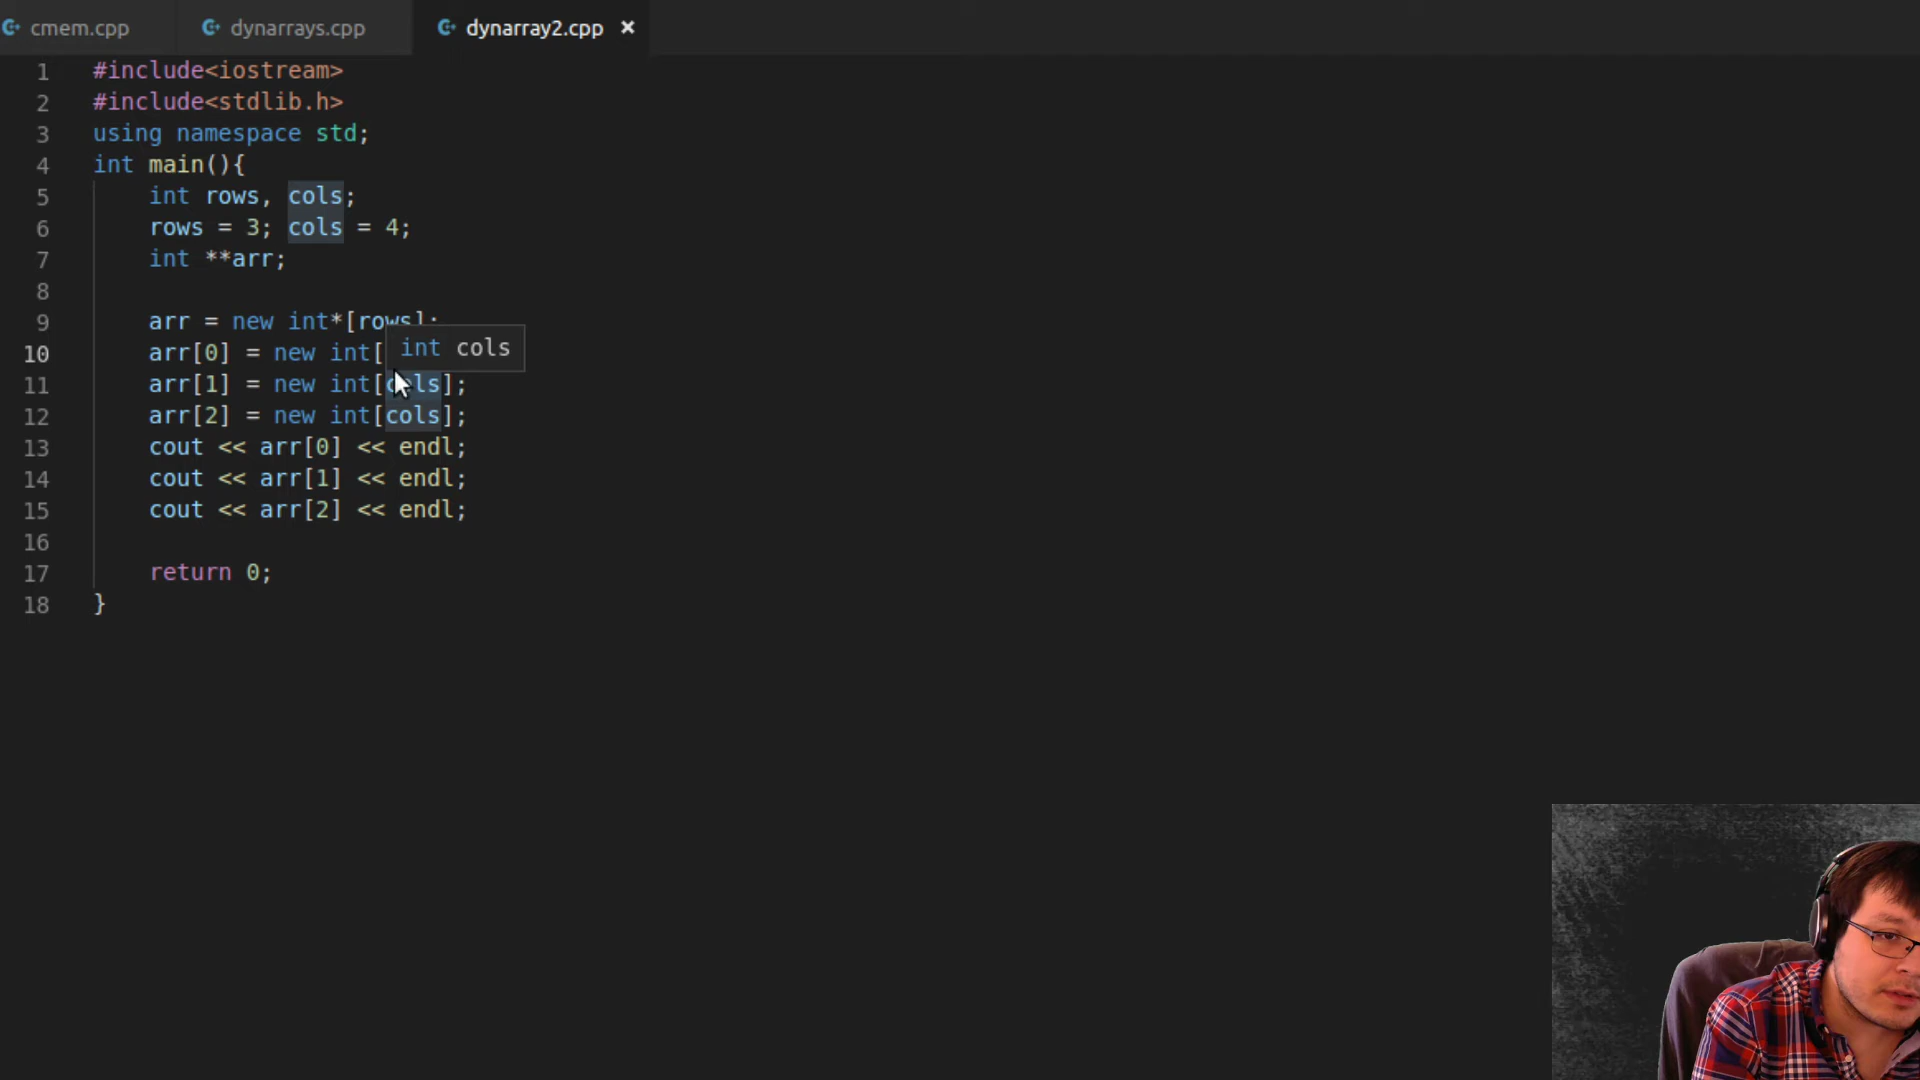 cmem.cpp dynarrays.cpp dynarray2.cpp ×
1 #include<iostream>
2 #include<stdlib.h>
3 using namespace std;
4 int main(){
5 int rows, cols;
6 rows = 3; cols = 4;
7 int **arr;
8
9 arr = new int*[rows];
10 arr[0] = new int[
int cols
11 arr[1] = new int[cols];
12 arr[2] = new int[cols];
13 cout << arr[0] << endl;
14 cout << arr[1] << endl;
15 cout << arr[2] << endl;
16
17 return 0;
18 }